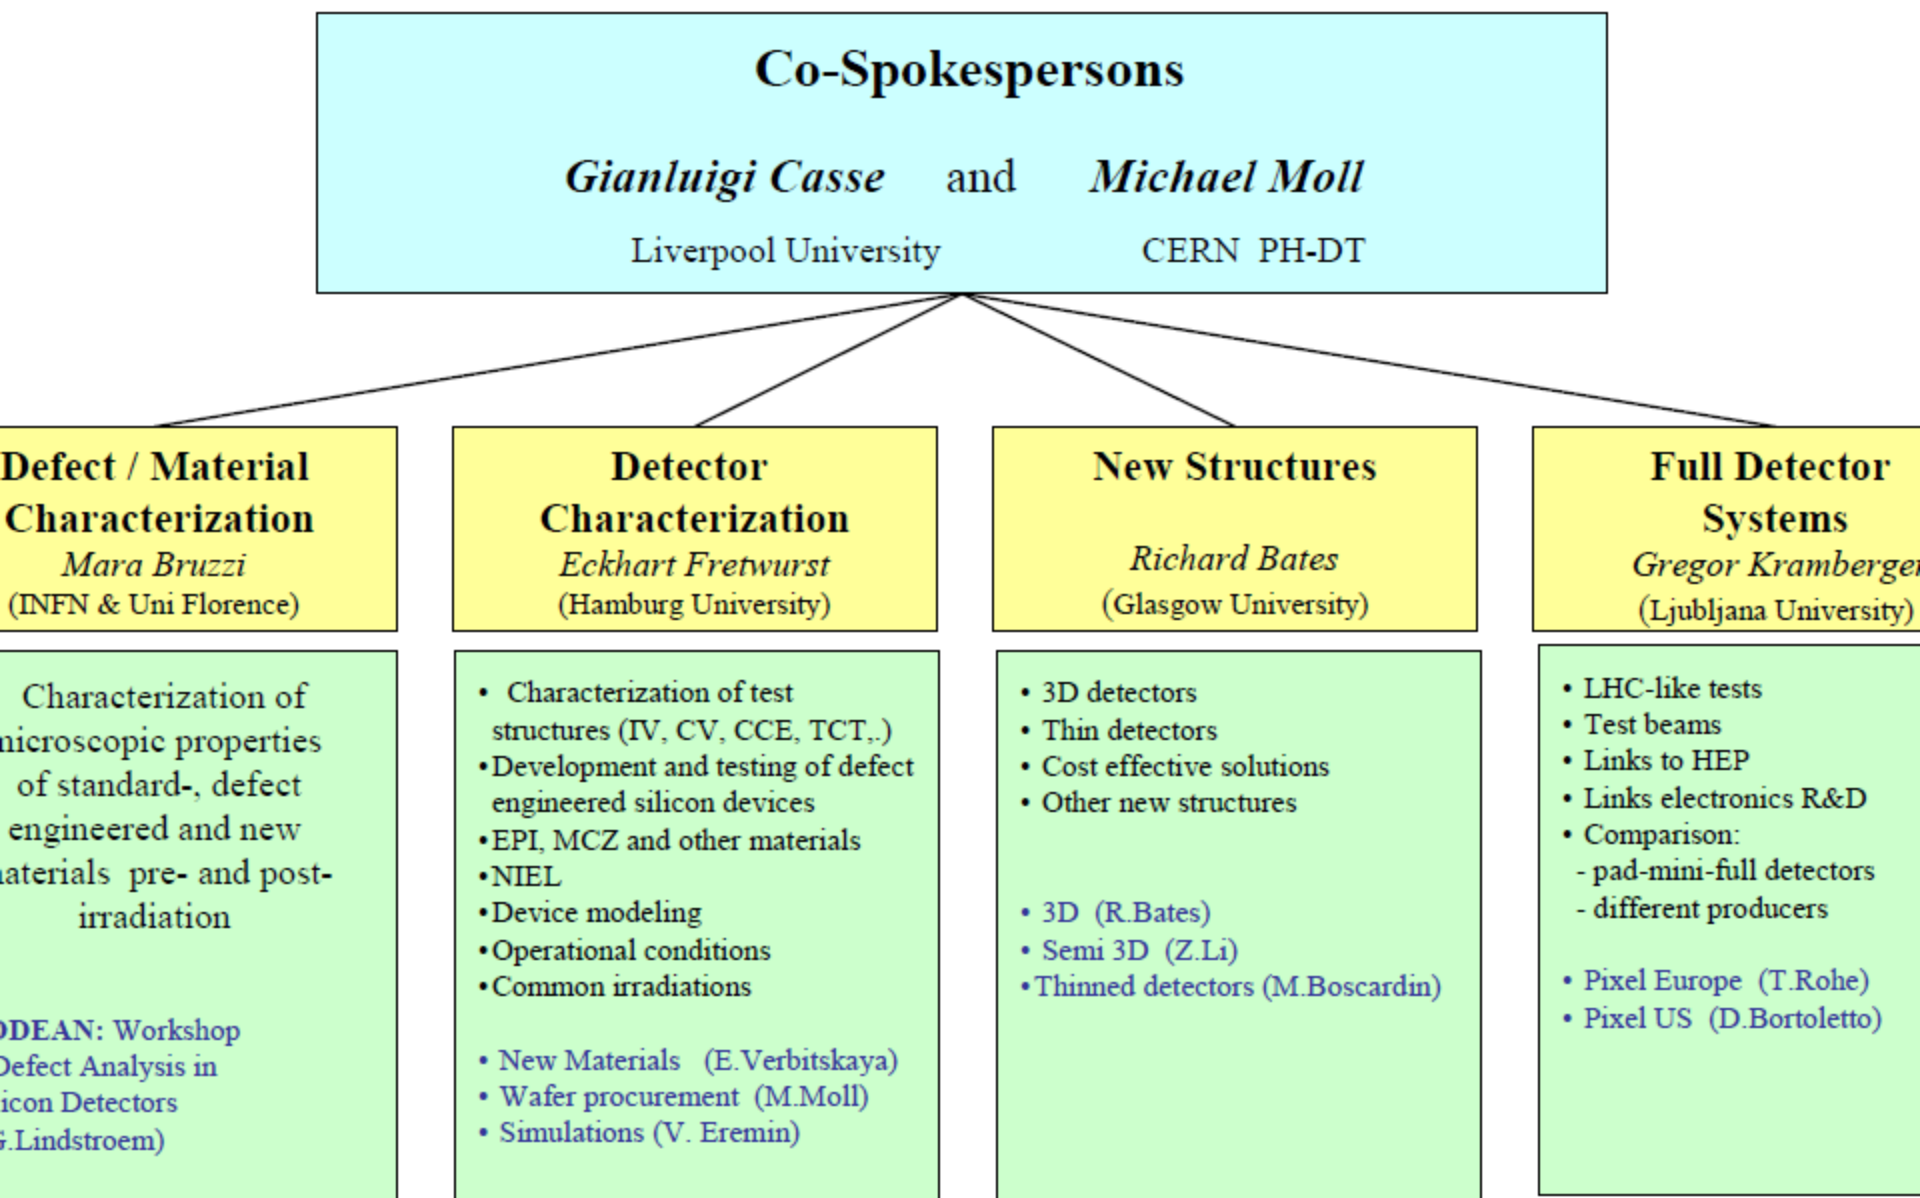 Co-Spokespersons
Gianluigi Casse and Michael Moll
Liverpool University CERN PH-DT
Defect / Material
Characterization
Mara Bruzzi
(INFN & Uni Florence)
Characterization of
properties
of standard-, defect
engineered and new
pre- and post-
irradiation
Workshop
Defect Analysis in
Detectors
Detector
Characterization
Eckhart Fretwurst
(Hamburg University)
• Characterization of test
structures (IV, CV, CCE, TCT,.)
•Development and testing of defect
engineered silicon devices
•EPI, MCZ and other materials
•NIEL
•Device modeling
•Operational conditions
•Common irradiations
• New Materials (E.Verbitskaya)
• Wafer procurement (M.Moll)
• Simulations (V. Eremin)
New Structures
Richard Bates
(Glasgow University)
• 3D detectors
• Thin detectors
• Cost effective solutions
• Other new structures
• 3D (R.Bates)
• Semi 3D (Z.Li)
•Thinned detectors (M.Boscardin)
Full Detector
Systems
Gregor Kramberger
(Ljubljana University)
• LHC-like tests
• Test beams
• Links to HEP
• Links electronics R&D
• Comparison:
- pad-mini-full detectors
- different producers
• Pixel Europe (T.Rohe)
• Pixel US (D.Bortoletto)